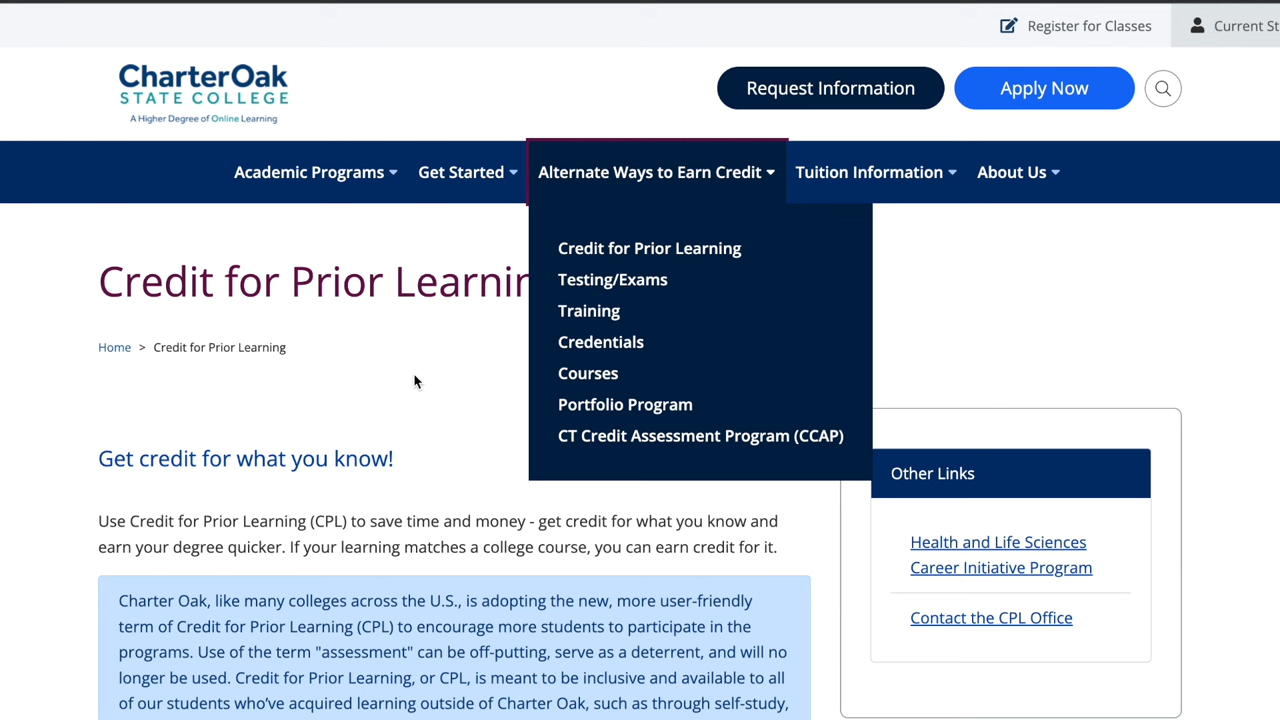 Register for Classes
Current St
CharterOak
STATE COLLEGE
A Higher Degree of Online Learning
Request Information
Apply Now
Academic Programs
Get Started
Alternate Ways to Earn Credit
Tuition Information
About Us
Credit for Prior Learning
Testing/Exams
Training
Credentials
Courses
Portfolio Program
CT Credit Assessment Program (CCAP)
Credit for Prior Learnin
Home > Credit for Prior Learning
Get credit for what you know!
Use Credit for Prior Learning (CPL) to save time and money - get credit for what you know and
earn your degree quicker. If your learning matches a college course, you can earn credit for it.
Charter Oak, like many colleges across the U.S., is adopting the new, more user-friendly
term of Credit for Prior Learning (CPL) to encourage more students to participate in the
programs. Use of the term "assessment" can be off-putting, serve as a deterrent, and will no
longer be used. Credit for Prior Learning, or CPL, is meant to be inclusive and available to all
of our students who've acquired learning outside of Charter Oak, such as through self-study,
Other Links
Health and Life Sciences
Career Initiative Program
Contact the CPL Office